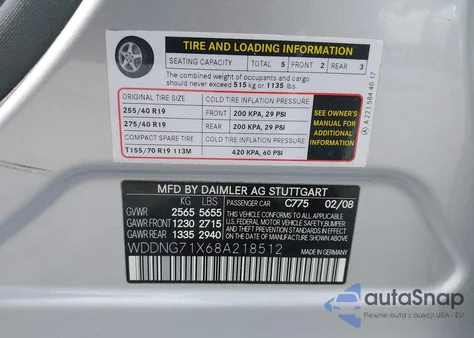 TIRE AND LOADING INFORMATION
SEATING CAPACITY TOTAL 5 FRONT 2 REAR 3
The combined weight of occupants and cargo
should never exceed 515 kg or 1135 lbs.
ORIGINAL TIRE SIZE COLD TIRE INFLATION PRESSURE
255/40 R19 FRONT 200 KPA, 29 PSI
275/40 R19 REAR 200 KPA, 29 PSI
COMPACT SPARE TIRE COLD TIRE INFLATION PRESSURE
T155/70 R19 113M 420 KPA, 60 PSI
SEE OWNER'S
MANUAL FOR
ADDITIONAL
INFORMATION
A 221 584 40 17
MFD BY DAIMLER AG STUTTGART
KG LBS PASSENGER CAR C775 02/08
GVWR 2565 5655
GAWR FRONT 1230 2715
GAWR REAR 1335 2940
THIS VEHICLE CONFORMS TO ALL APPLICABLE
U.S. FEDERAL MOTOR VEHICLE SAFETY,
BUMPER, AND THEFT PREVENTION STANDARDS
IN EFFECT ON THE DATE OF MANUFACTURE
SHOWN ABOVE.
WDDNG71X68A218512
MADE IN GERMANY
autoSnap
Pewne auta z aukcji USA - EU